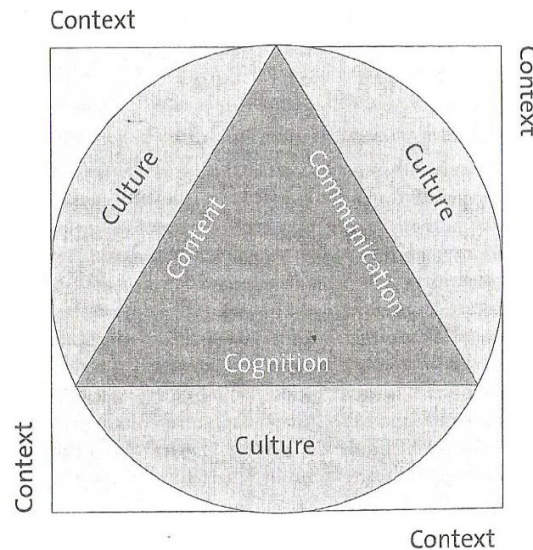 Context
Context
Culture
Culture
Content
Communication
Cognition
Culture
Context
Context